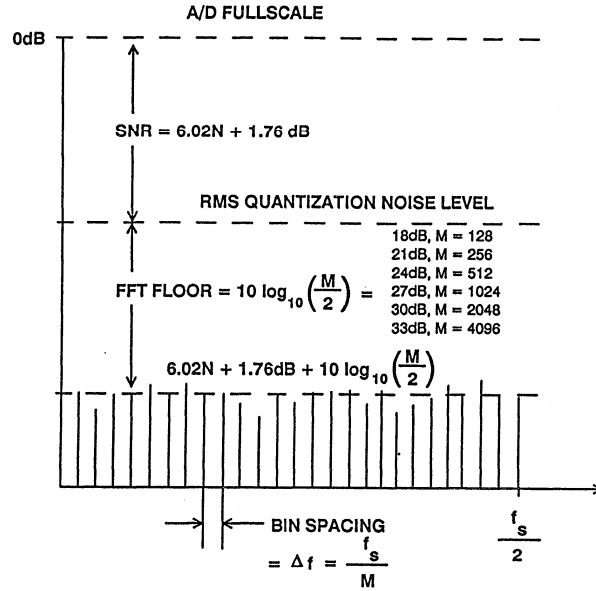 A/D FULLSCALE
0dB
SNR = 6.02N + 1.76 dB
RMS QUANTIZATION NOISE LEVEL
18dB, M = 128
21dB, M = 256
24dB, M = 512
27dB, M = 1024
30dB, M = 2048
33dB, M = 4096
FFT FLOOR = 10 log10 (M/2) =
6.02N + 1.76dB + 10 log10 (M/2)
BIN SPACING
= Δf = fs/M
fs/2